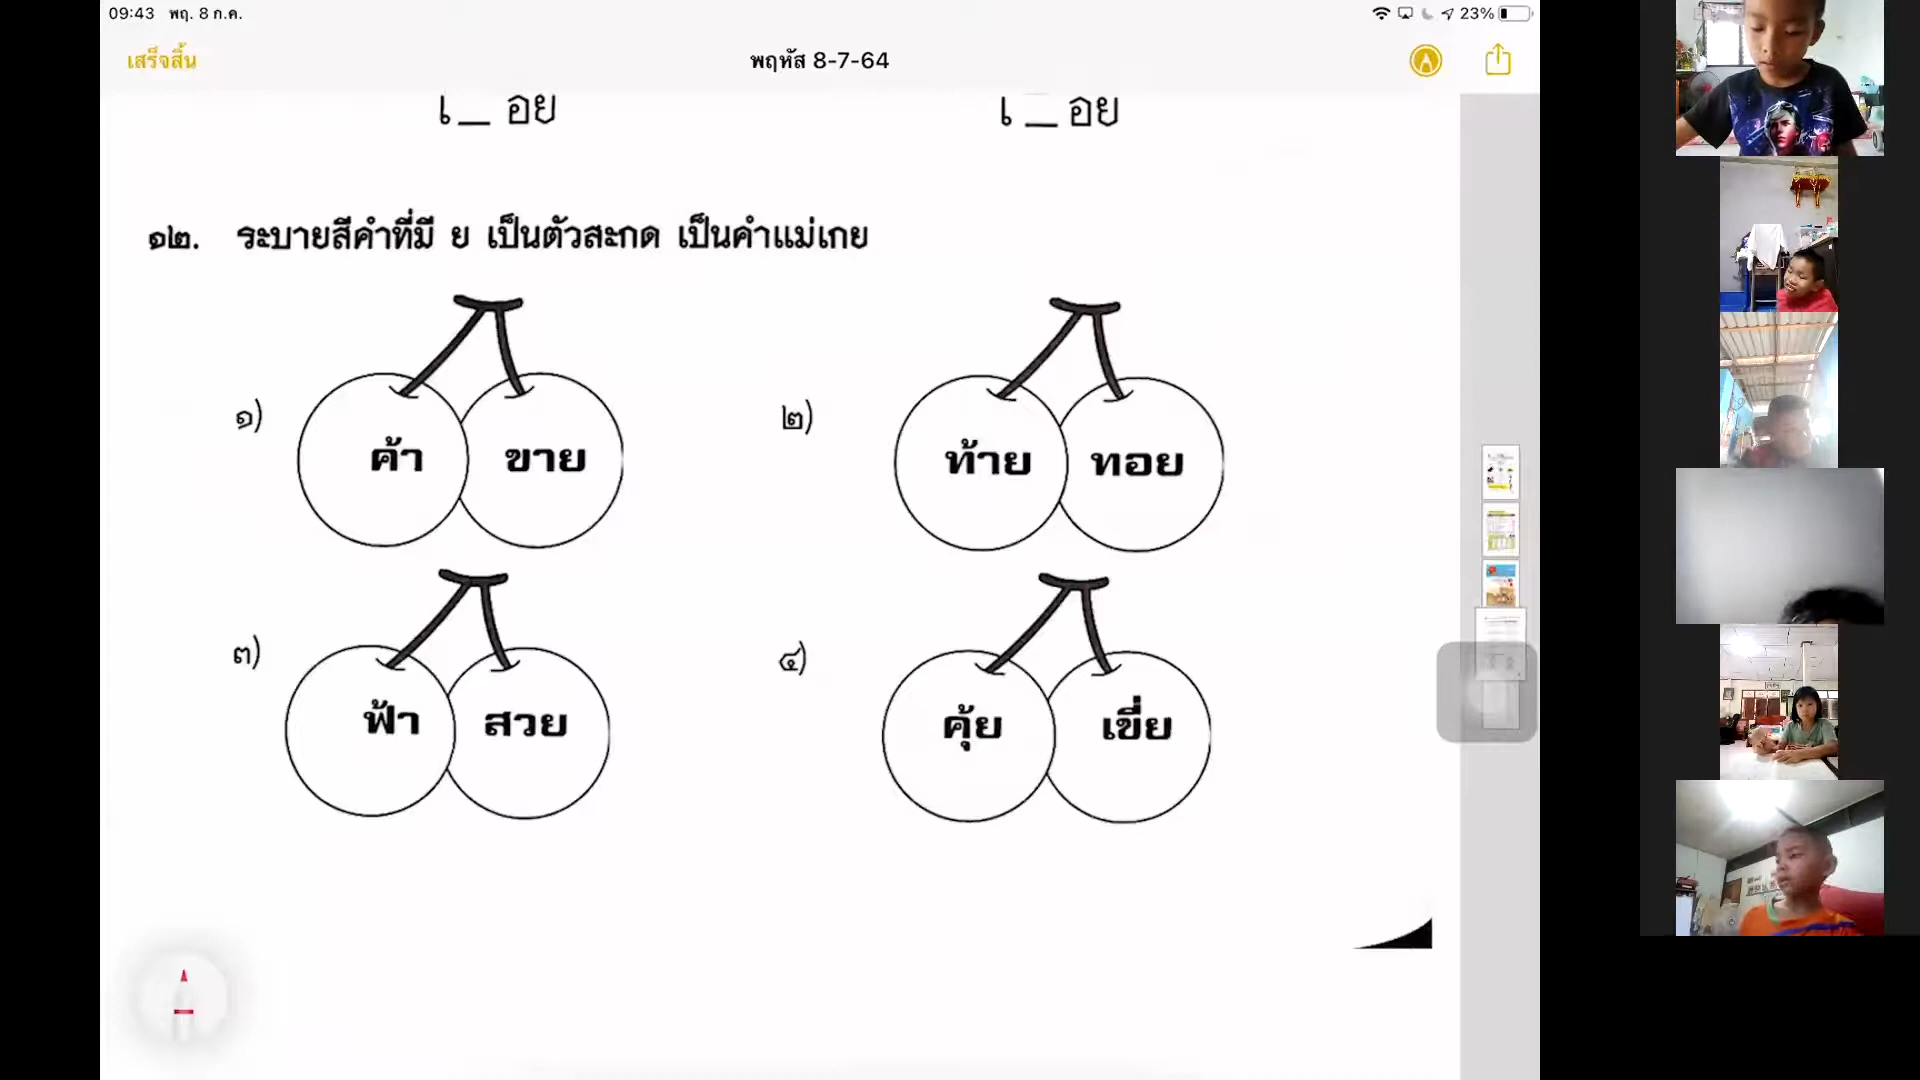 09:43 พฤ. 8 ก.ค. 23%
เสร็จสิ้น พฤหัส 8-7-64
เ_อย เ_อย
๑๒. ระบายสีคำที่มี ย เป็นตัวสะกด เป็นคำแม่เกย
๑) ค้า ขาย ๒) ท้าย ทอย
๓) ฟ้า สวย ๔) คุ้ย เขี่ย